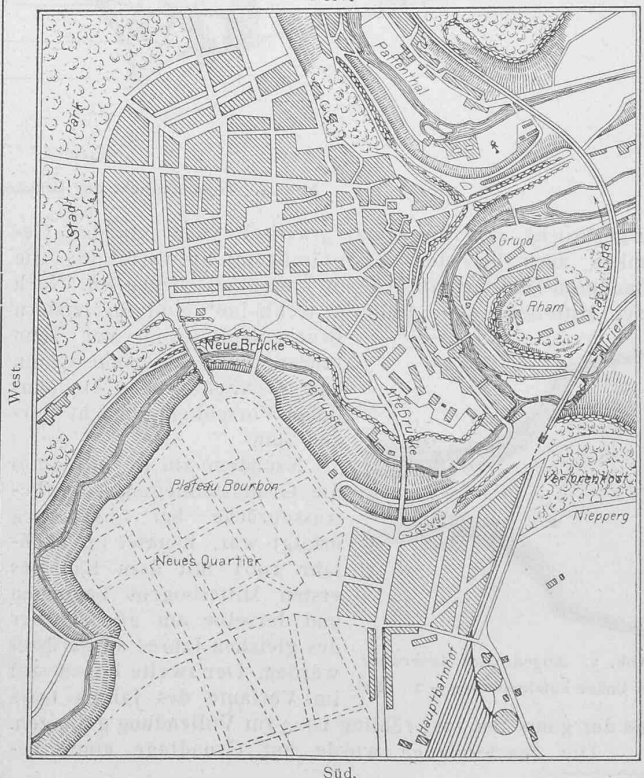 Pfaffenthal
Park
Stadt
Grund
Rham
nach Spa
Trier
West.
Neue Brücke
Pétrusse
Alte Brücke
Plateau Bourbon
Verlorenkost
Niepperg
Neues Quartier
Hauptbahnhof
Süd.